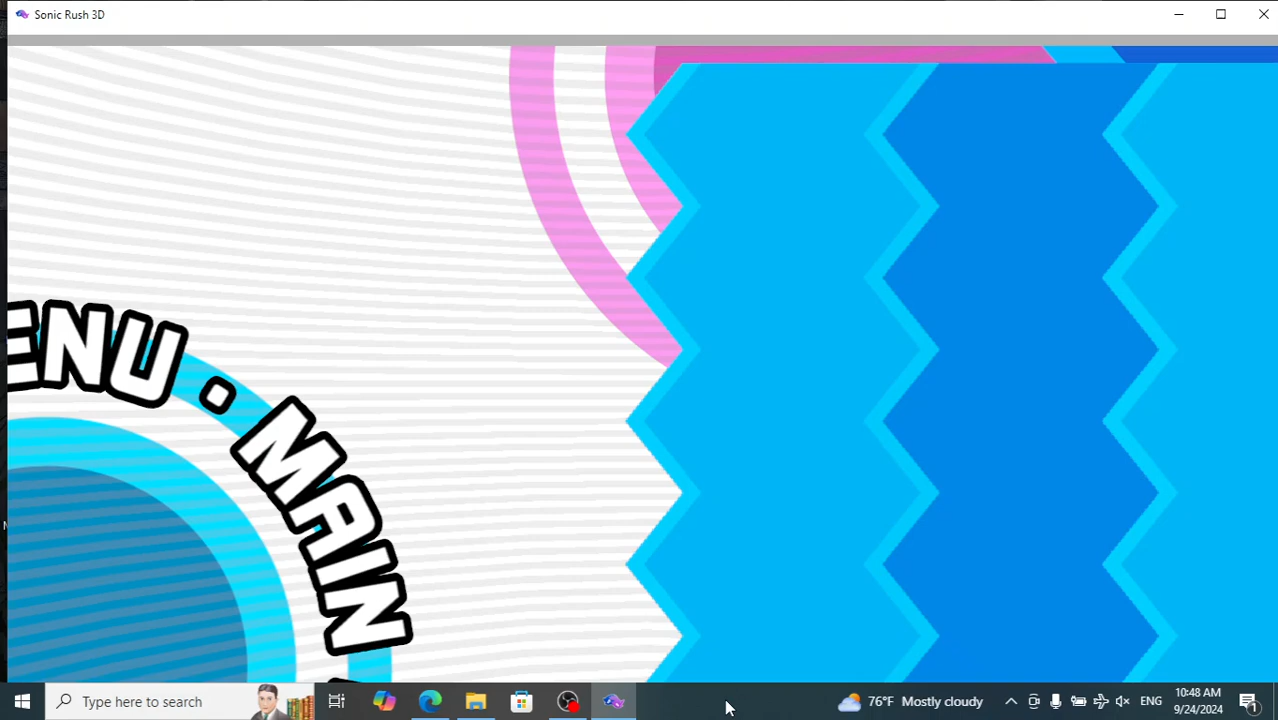 Sonic Rush 3D
ENU • MAIN
Type here to search
76°F Mostly cloudy
ENG
10:48 AM
9/24/2024
1